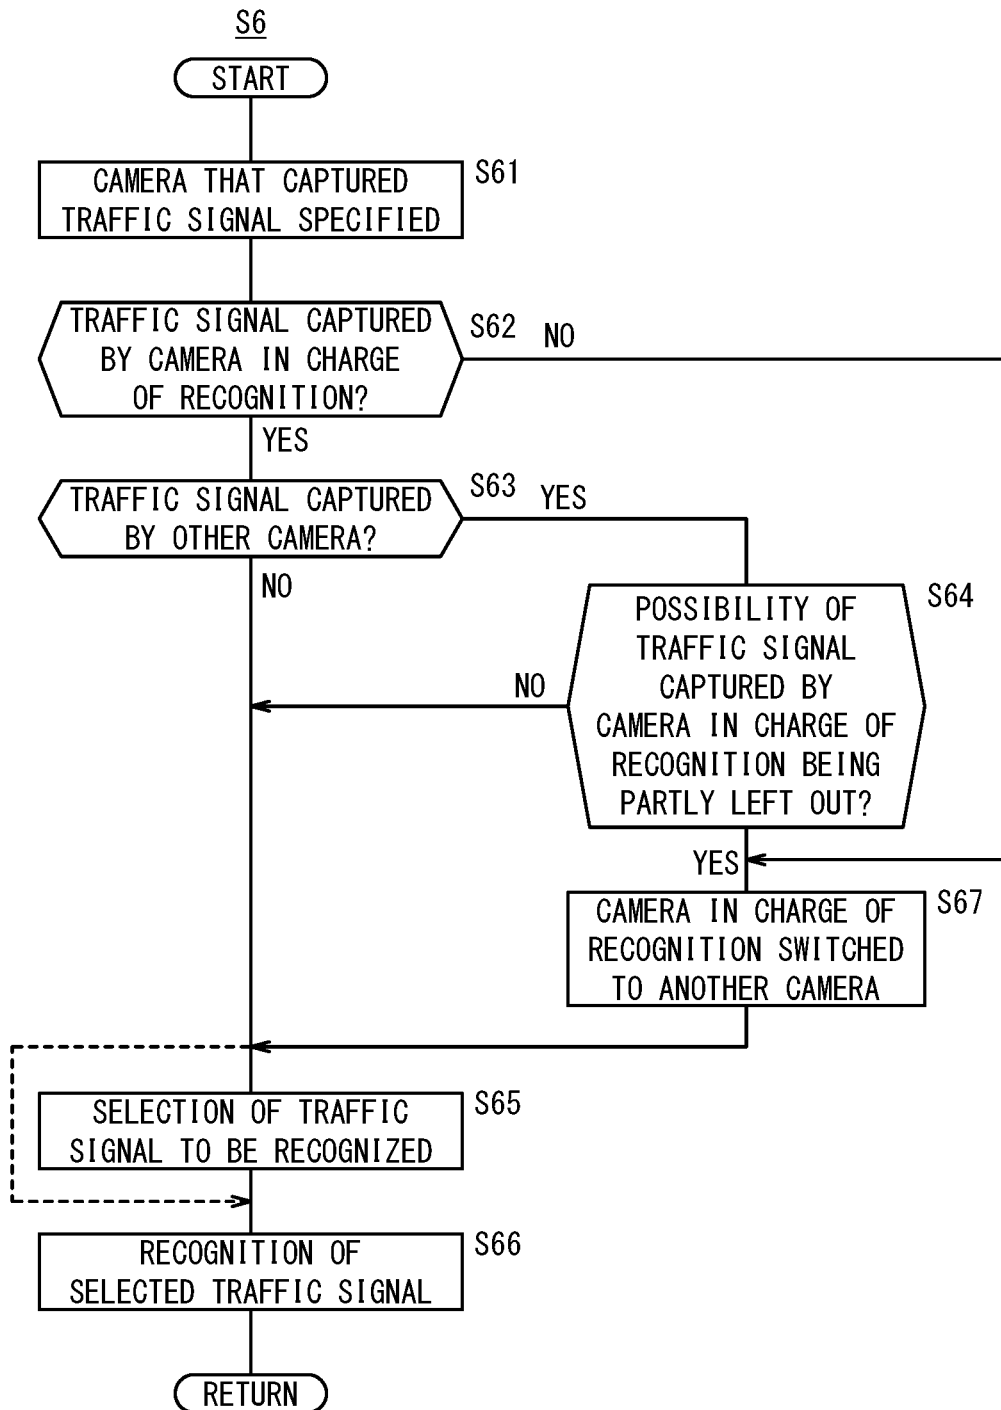 S6
START
CAMERA THAT CAPTURED
TRAFFIC SIGNAL SPECIFIED
S61
TRAFFIC SIGNAL CAPTURED
BY CAMERA IN CHARGE
OF RECOGNITION?
S62
NO
YES
TRAFFIC SIGNAL CAPTURED
BY OTHER CAMERA?
S63
YES
NO
POSSIBILITY OF
TRAFFIC SIGNAL
CAPTURED BY
CAMERA IN CHARGE OF
RECOGNITION BEING
PARTLY LEFT OUT?
S64
NO
YES
CAMERA IN CHARGE OF
RECOGNITION SWITCHED
TO ANOTHER CAMERA
S67
SELECTION OF TRAFFIC
SIGNAL TO BE RECOGNIZED
S65
RECOGNITION OF
SELECTED TRAFFIC SIGNAL
S66
RETURN